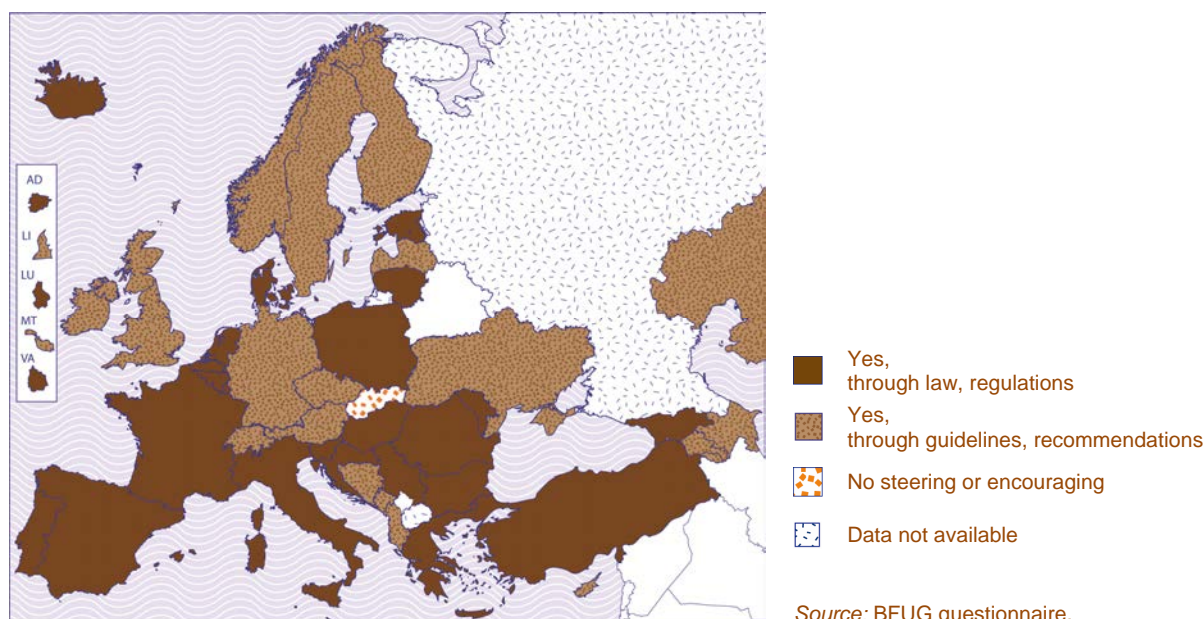 AD
LI
LU
MT
VA
Yes,
through law, regulations
Yes,
through guidelines, recommendations
No steering or encouraging
Data not available
Source: BFUG questionnaire.